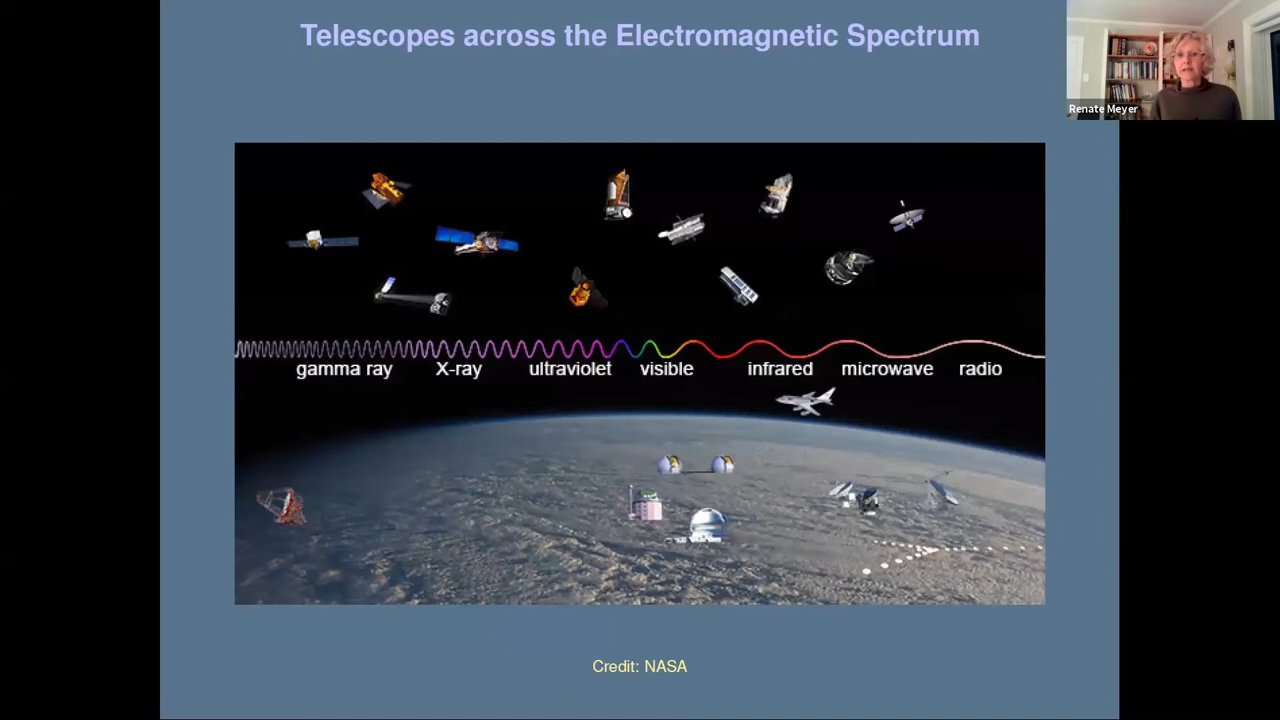 Telescopes across the Electromagnetic Spectrum
Renate Meyer
gamma ray X-ray ultraviolet visible infrared microwave radio
Credit: NASA